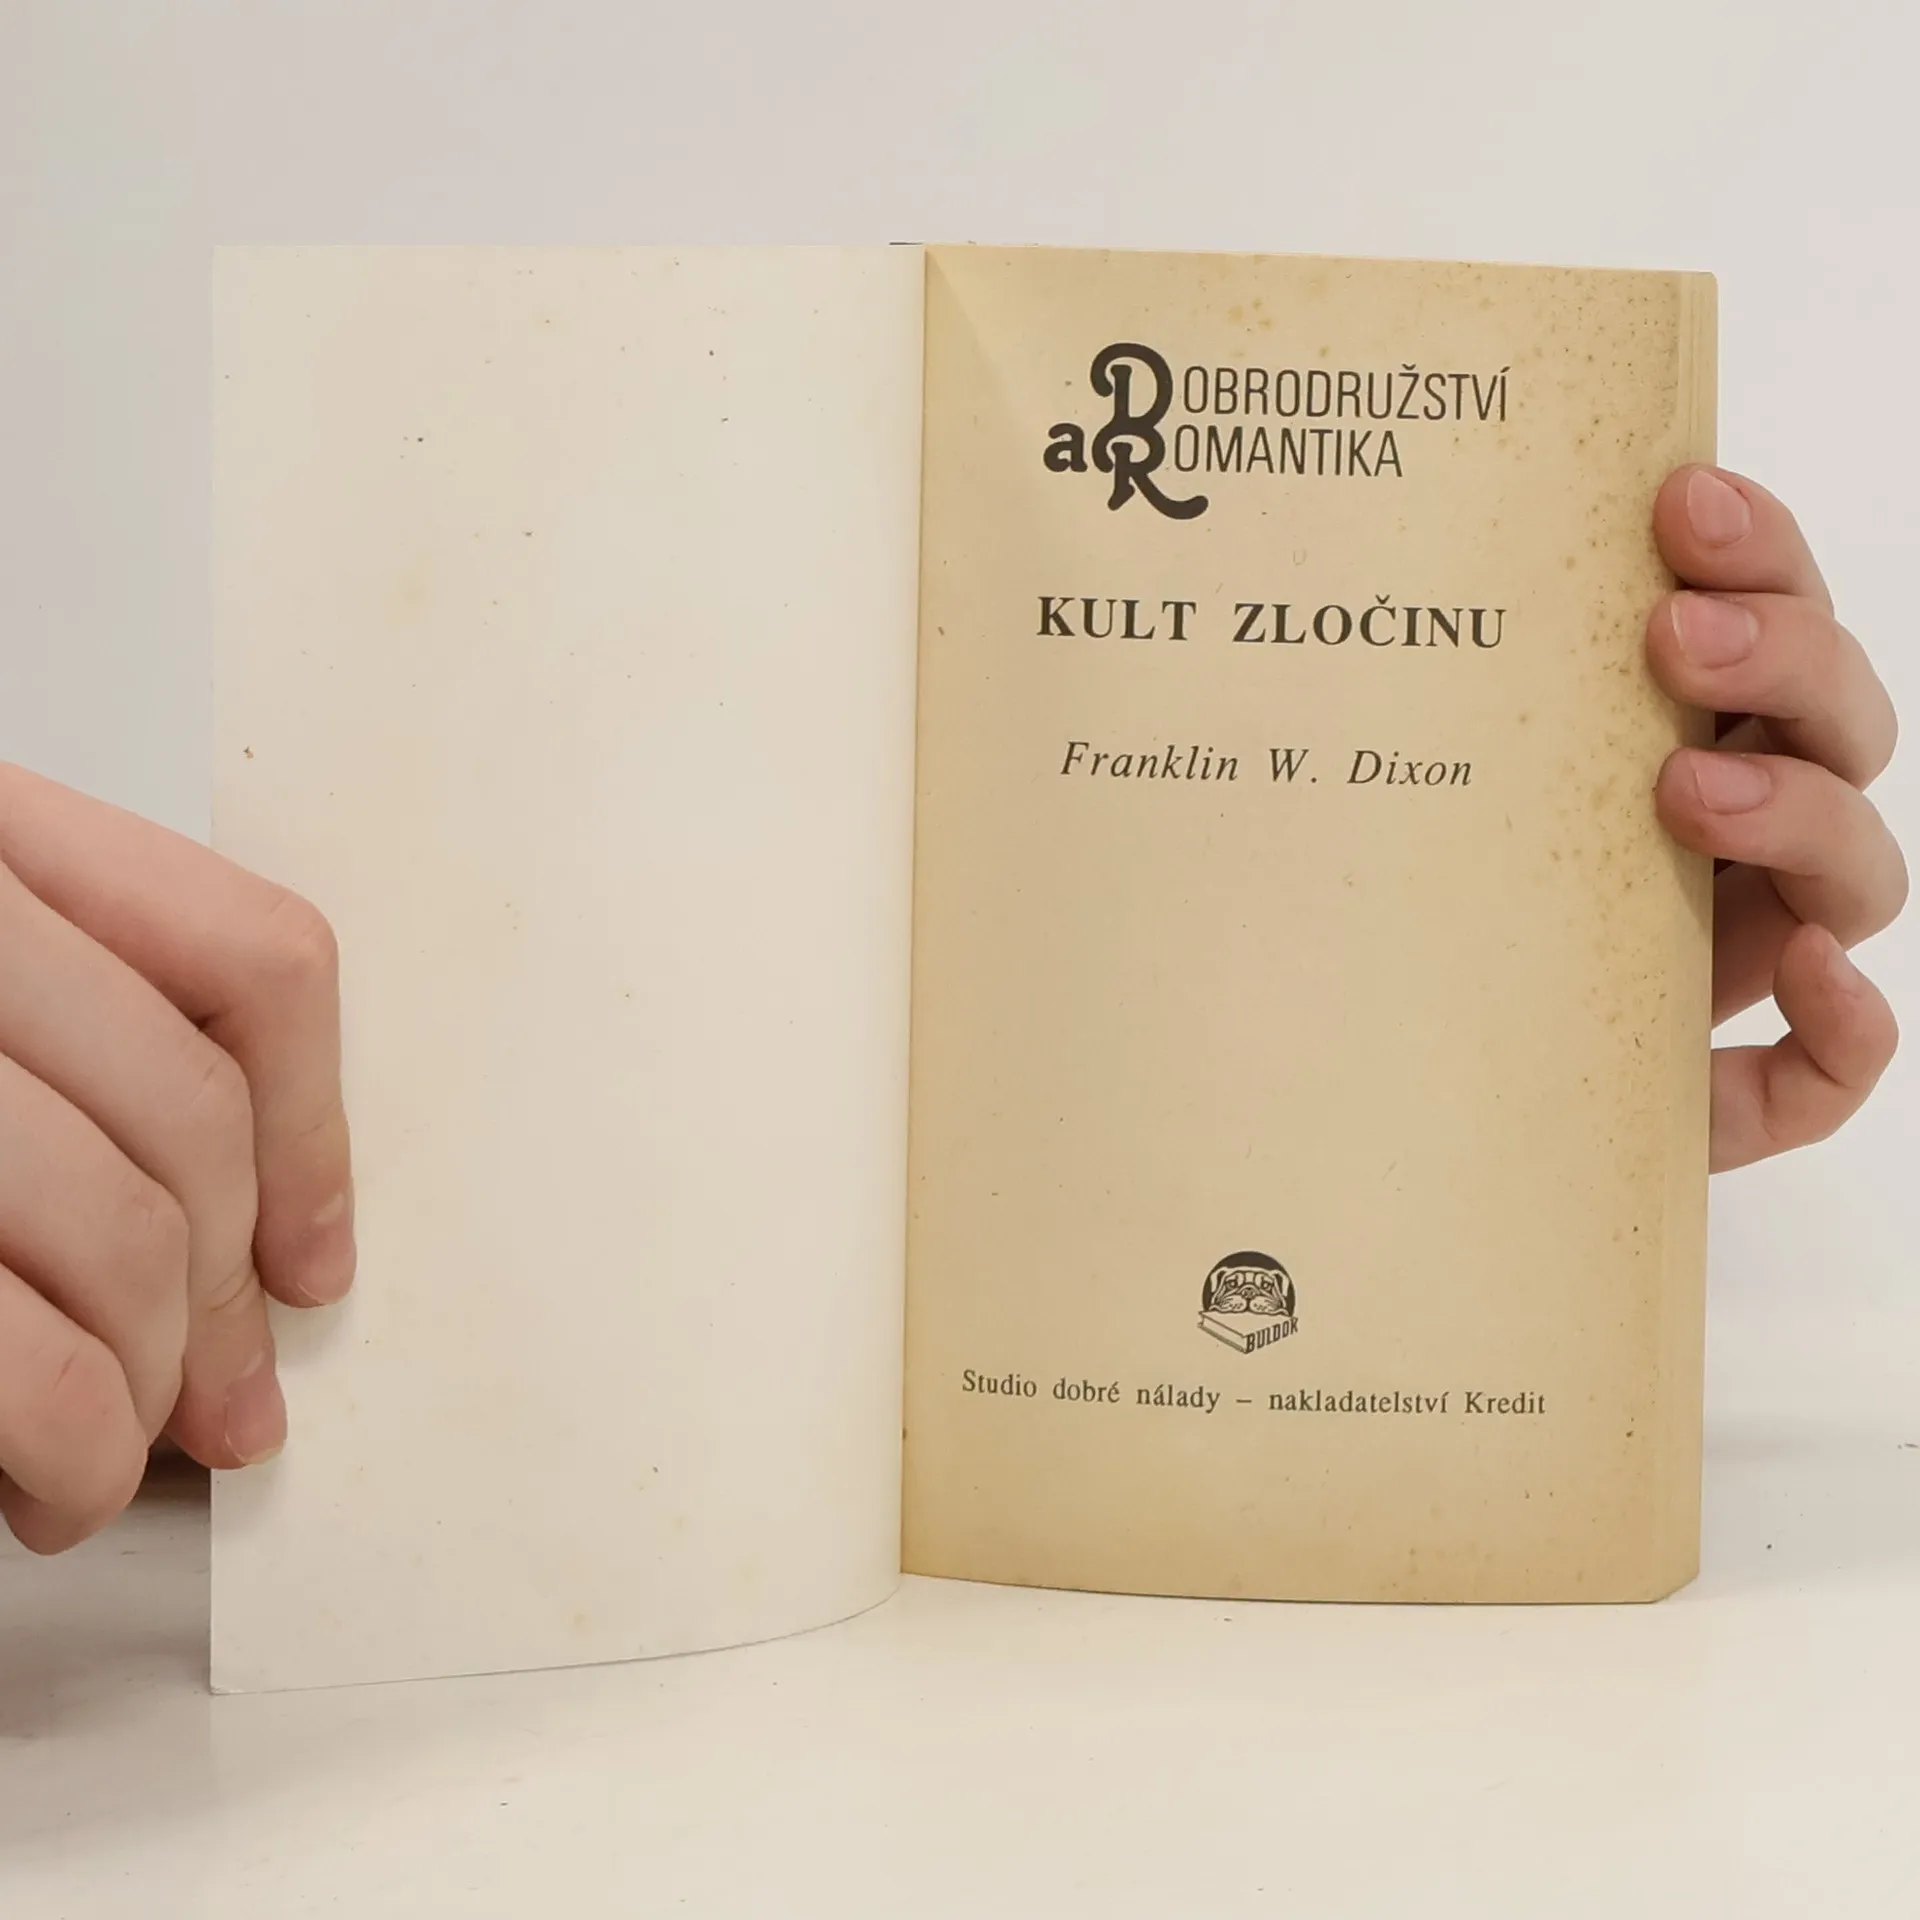 DOBRODRUŽSTVÍ
a ROMANTIKA
KULT ZLOČINU
Franklin W. Dixon
BULDOK
Studio dobré nálady – nakladatelství Kredit